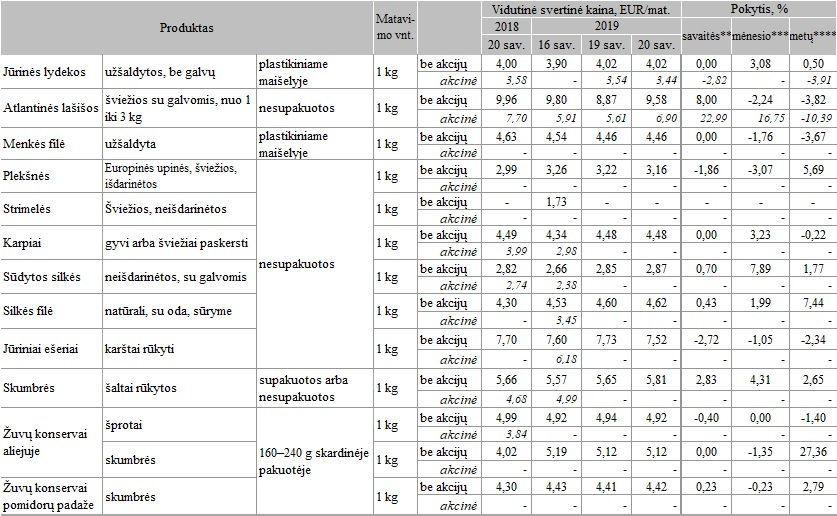 Produktas Matavi- Vidutinė svertinė kaina, EUR/mat. Pokytis, %
mo vnt. 2018 2019 savaitės** mėnesio*** metų****
20 sav. 16 sav. 19 sav. 20 sav.
Jūrinės lydekos užšaldytos, be galvų plastikiniame maišelyje 1 kg be akcijų 4,00 3,90 4,02 4,02 0,00 3,08 0,50
akcinė 3,58 - 3,54 3,44 -2,82 - -3,91
Atlantinės lašišos šviežios su galvomis, nuo 1 iki 3 kg nesupakuotos 1 kg be akcijų 9,96 9,80 8,87 9,58 8,00 -2,24 -3,82
akcinė 7,70 5,91 5,61 6,90 22,99 16,75 -10,39
Menkės filė užšaldyta plastikiniame maišelyje 1 kg be akcijų 4,63 4,54 4,46 4,46 0,00 -1,76 -3,67
akcinė - - - - - - -
Plekšnės Europinės upinės, šviežios, išdarinėtos nesupakuotos 1 kg be akcijų 2,99 3,26 3,22 3,16 -1,86 -3,07 5,69
akcinė - - - - - - -
Strimelės Šviežios, neišdarinėtos 1 kg be akcijų - 1,73 - - - - -
akcinė - - - - - - -
Karpiai gyvi arba šviežiai paskersti 1 kg be akcijų 4,49 4,34 4,48 4,48 0,00 3,23 -0,22
akcinė 3,99 2,98 - - - - -
Sūdytos silkės neišdarinėtos, su galvomis 1 kg be akcijų 2,82 2,66 2,85 2,87 0,70 7,89 1,77
akcinė 2,74 2,38 - - - - -
Silkės filė natūrali, su oda, sūryme 1 kg be akcijų 4,30 4,53 4,60 4,62 0,43 1,99 7,44
akcinė - 3,45 - - - - -
Jūriniai ešeriai karštai rūkyti 1 kg be akcijų 7,70 7,60 7,73 7,52 -2,72 -1,05 -2,34
akcinė - 6,18 - - - - -
Skumbrės šaltai rūkytos supakuotos arba nesupakuotos 1 kg be akcijų 5,66 5,57 5,65 5,81 2,83 4,31 2,65
akcinė 4,68 4,99 - - - - -
Žuvų konservai aliejuje šprotai 160–240 g skardinėje pakuotėje 1 kg be akcijų 4,99 4,92 4,94 4,92 -0,40 0,00 -1,40
akcinė 3,84 - - - - - -
skumbrės 1 kg be akcijų 4,02 5,19 5,12 5,12 0,00 -1,35 27,36
akcinė - - - - - - -
Žuvų konservai pomidorų padaže skumbrės 1 kg be akcijų 4,30 4,43 4,41 4,42 0,23 -0,23 2,79
akcinė - - - - - - -